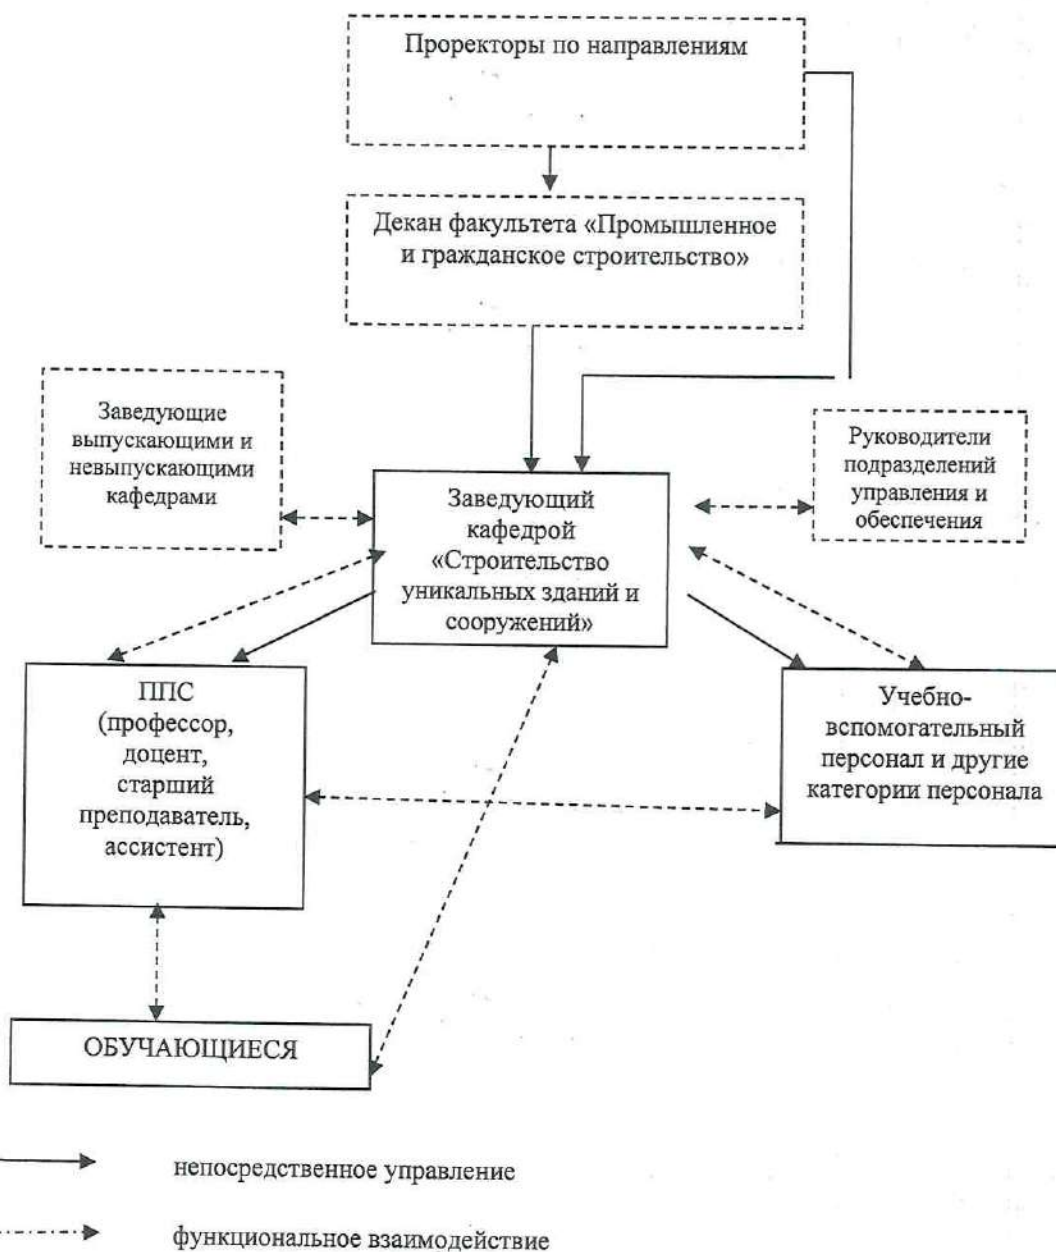 Проректоры по направлениям
Декан факультета «Промышленное
и гражданское строительство»
Заведующие
выпускающими и
невыпускающими
кафедрами
Руководители
подразделений
управления и
обеспечения
Заведующий
кафедрой
«Строительство
уникальных зданий и
сооружений»
ППС
(профессор,
доцент,
старший
преподаватель,
ассистент)
Учебно-
вспомогательный
персонал и другие
категории персонала
ОБУЧАЮЩИЕСЯ
непосредственное управление
функциональное взаимодействие